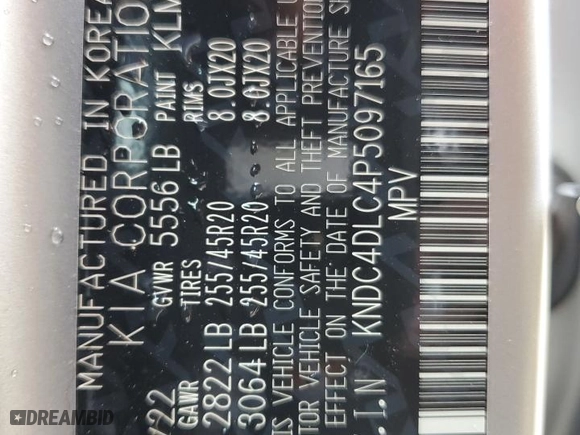 MANUFACTURED IN KOREA
KIA CORPORATION
GVWR 5556 LB PAINT KLM
/22 GAWR TIRES RIMS
2822 LB 255/45R20 8.0JX20
3064 LB 255/45R20 8.0JX20
IS VEHICLE CONFORMS TO ALL APPLICABLE
TOR VEHICLE SAFETY AND THEFT PREVENTION
EFFECT ON THE DATE OF MANUFACTURE
.I.N KNDC4DLC4P5097165
MPV
DREAMBID